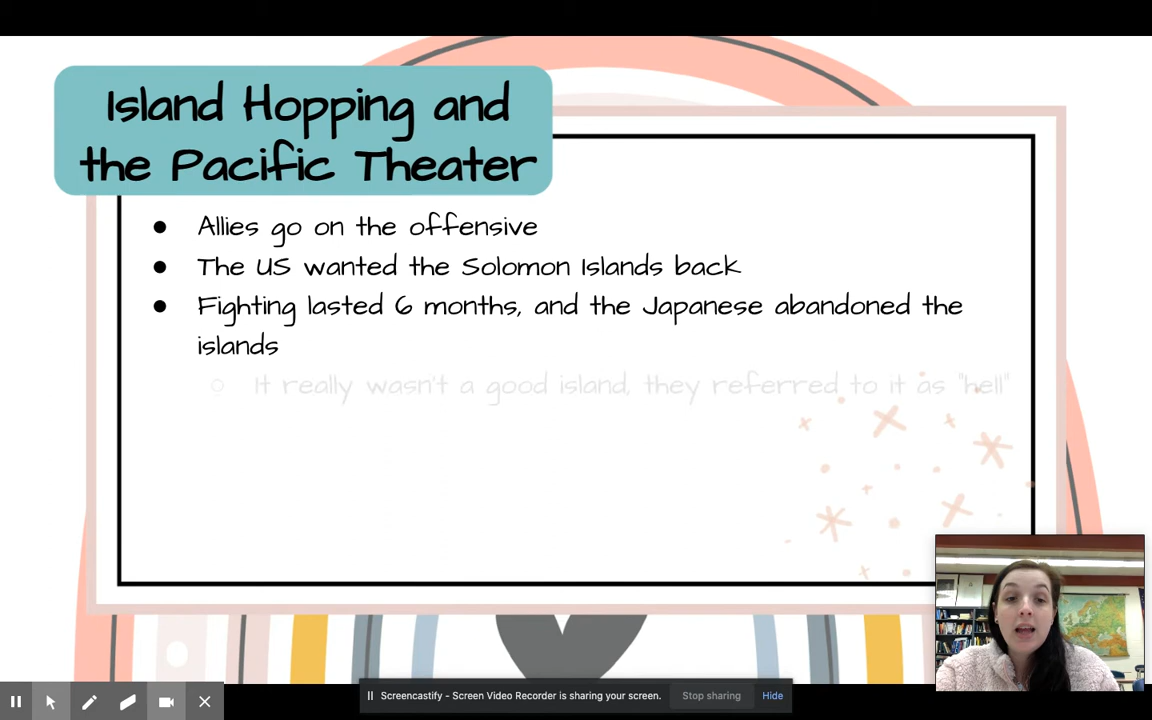 Island Hopping and
the Pacific Theater
● Allies go on the offensive
● The US wanted the Solomon Islands back
● Fighting lasted 6 months, and the Japanese abandoned the
islands
○ It really wasn't a good island, they referred to it as "hell"
Screencastify - Screen Video Recorder is sharing your screen.
Stop sharing
Hide